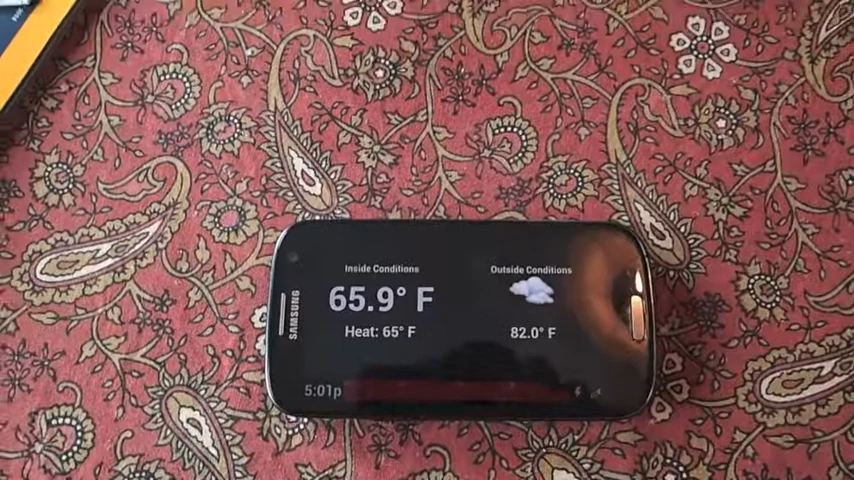 Inside Conditions
65.9° F
Heat: 65° F
Outside Conditions
82.0° F
5:01p
SAMSUNG